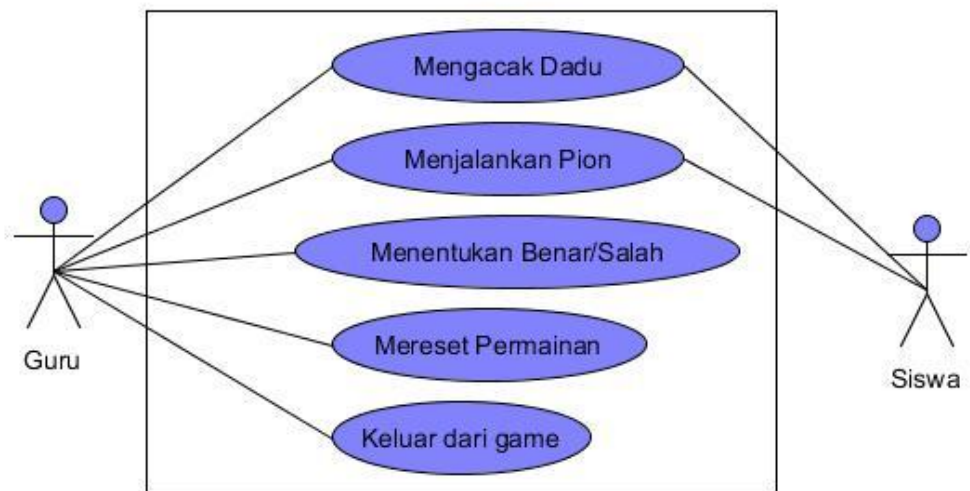 Mengacak Dadu
Menjalankan Pion
Menentukan Benar/Salah
Mereset Permainan
Keluar dari game
Guru
Siswa